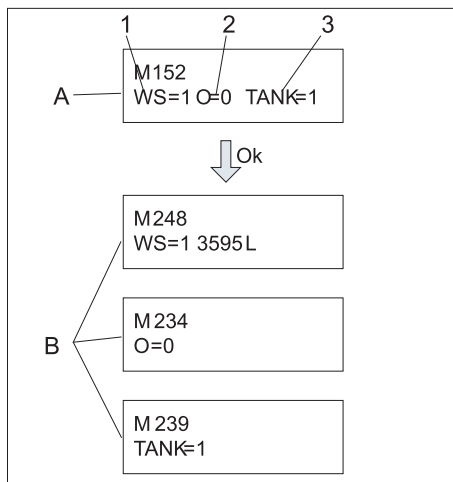 1 2 3
M152
A WS=1 O=0 TANK=1
Ok
M248
WS=1 3595L
M234
B O=0
M239
TANK=1